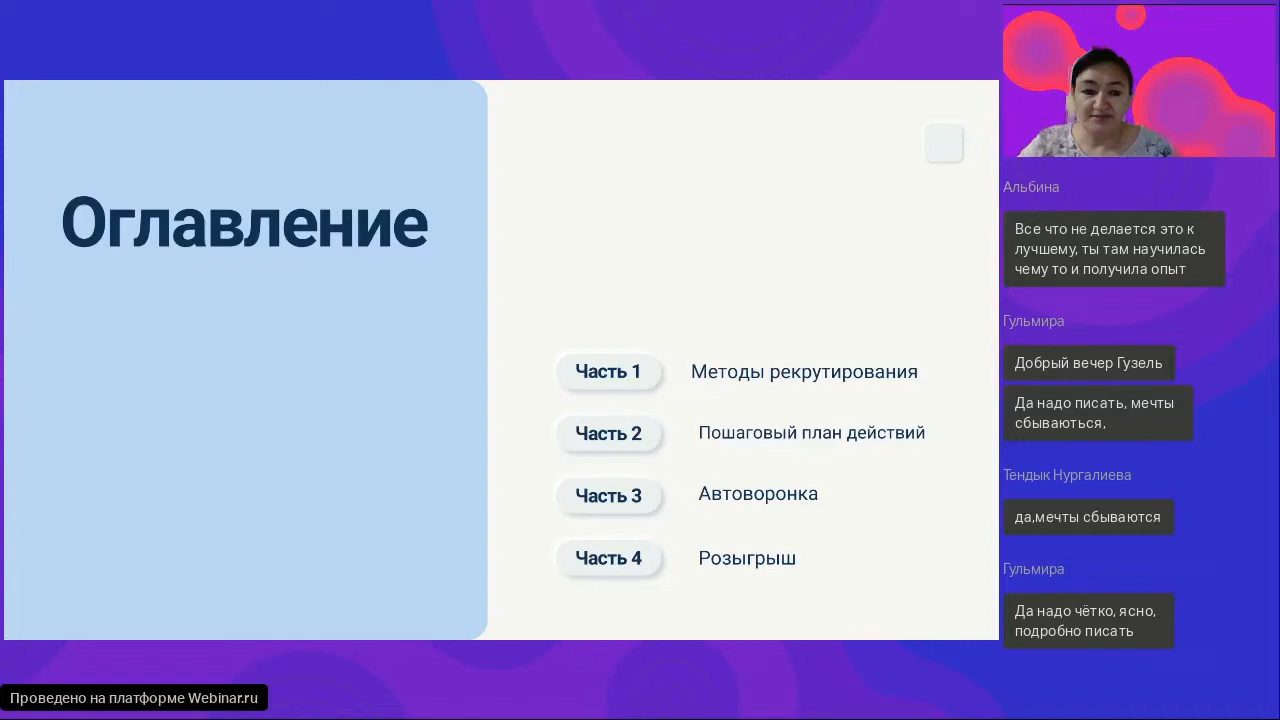 Оглавление
Часть 1
Методы рекрутирования
Часть 2
Пошаговый план действий
Часть 3
Автоворонка
Часть 4
Розыгрыш
Альбина
Все что не делается это к
лучшему, ты там научилась
чему то и получила опыт
Гульмира
Добрый вечер Гузель
Да надо писать, мечты
сбываються,
Тендык Нургалиева
да,мечты сбываются
Гульмира
Да надо чётко, ясно,
подробно писать
Проведено на платформе Webinar.ru